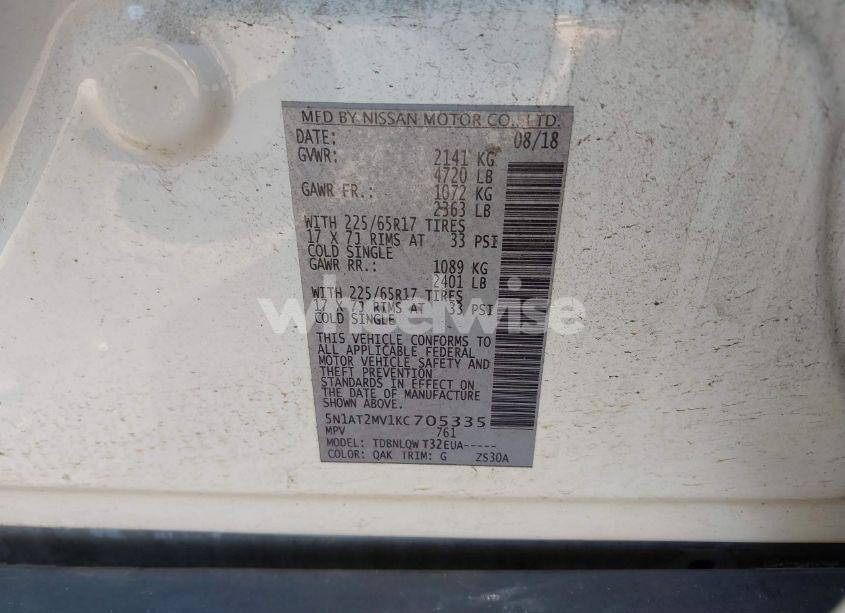 MFD BY NISSAN MOTOR CO., LTD.
DATE: 08/18
GVWR: 2141 KG
4720 LB
GAWR FR.: 1072 KG
2363 LB
WITH 225/65R17 TIRES
17 X 7J RIMS AT 33 PSI
COLD SINGLE
GAWR RR.: 1089 KG
2401 LB
WITH 225/65R17 TIRES
17 X 7J RIMS AT 33 PSI
COLD SINGLE
wheelwise
THIS VEHICLE CONFORMS TO
ALL APPLICABLE FEDERAL
MOTOR VEHICLE SAFETY AND
THEFT PREVENTION
STANDARDS IN EFFECT ON
THE DATE OF MANUFACTURE
SHOWN ABOVE.
5N1AT2MV1KC705335
MPV 761
MODEL: TDBNLQW T32EUA-----
COLOR: QAK TRIM: G ZS30A